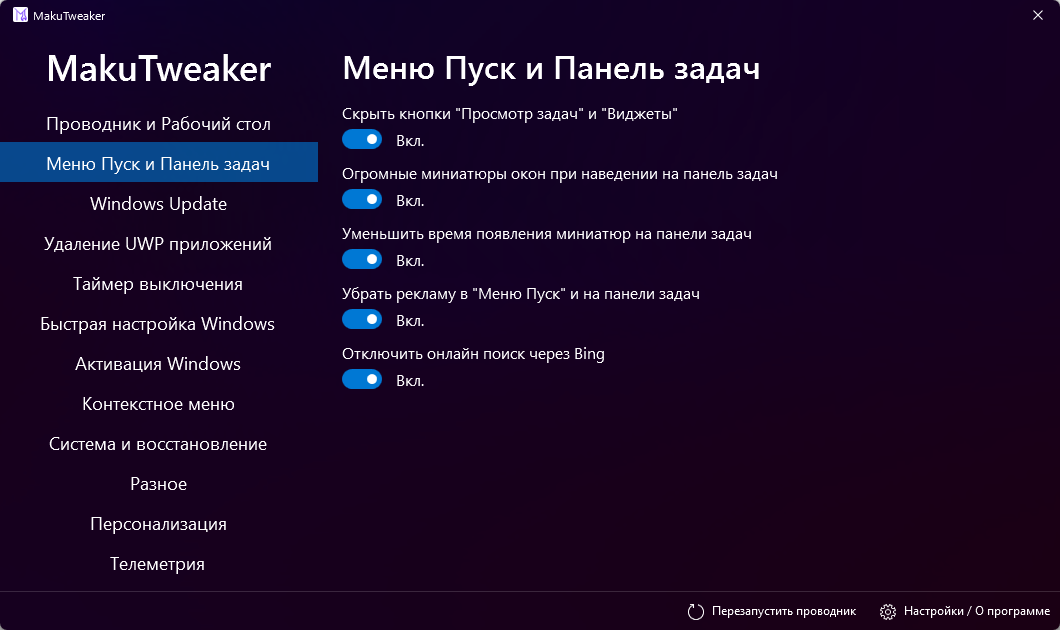 MakuTweaker
MakuTweaker
Проводник и Рабочий стол
Меню Пуск и Панель задач
Windows Update
Удаление UWP приложений
Таймер выключения
Быстрая настройка Windows
Активация Windows
Контекстное меню
Система и восстановление
Разное
Персонализация
Телеметрия
Меню Пуск и Панель задач
Скрыть кнопки "Просмотр задач" и "Виджеты"
Вкл.
Огромные миниатюры окон при наведении на панель задач
Вкл.
Уменьшить время появления миниатюр на панели задач
Вкл.
Убрать рекламу в "Меню Пуск" и на панели задач
Вкл.
Отключить онлайн поиск через Bing
Вкл.
Перезапустить проводник
Настройки / О программе